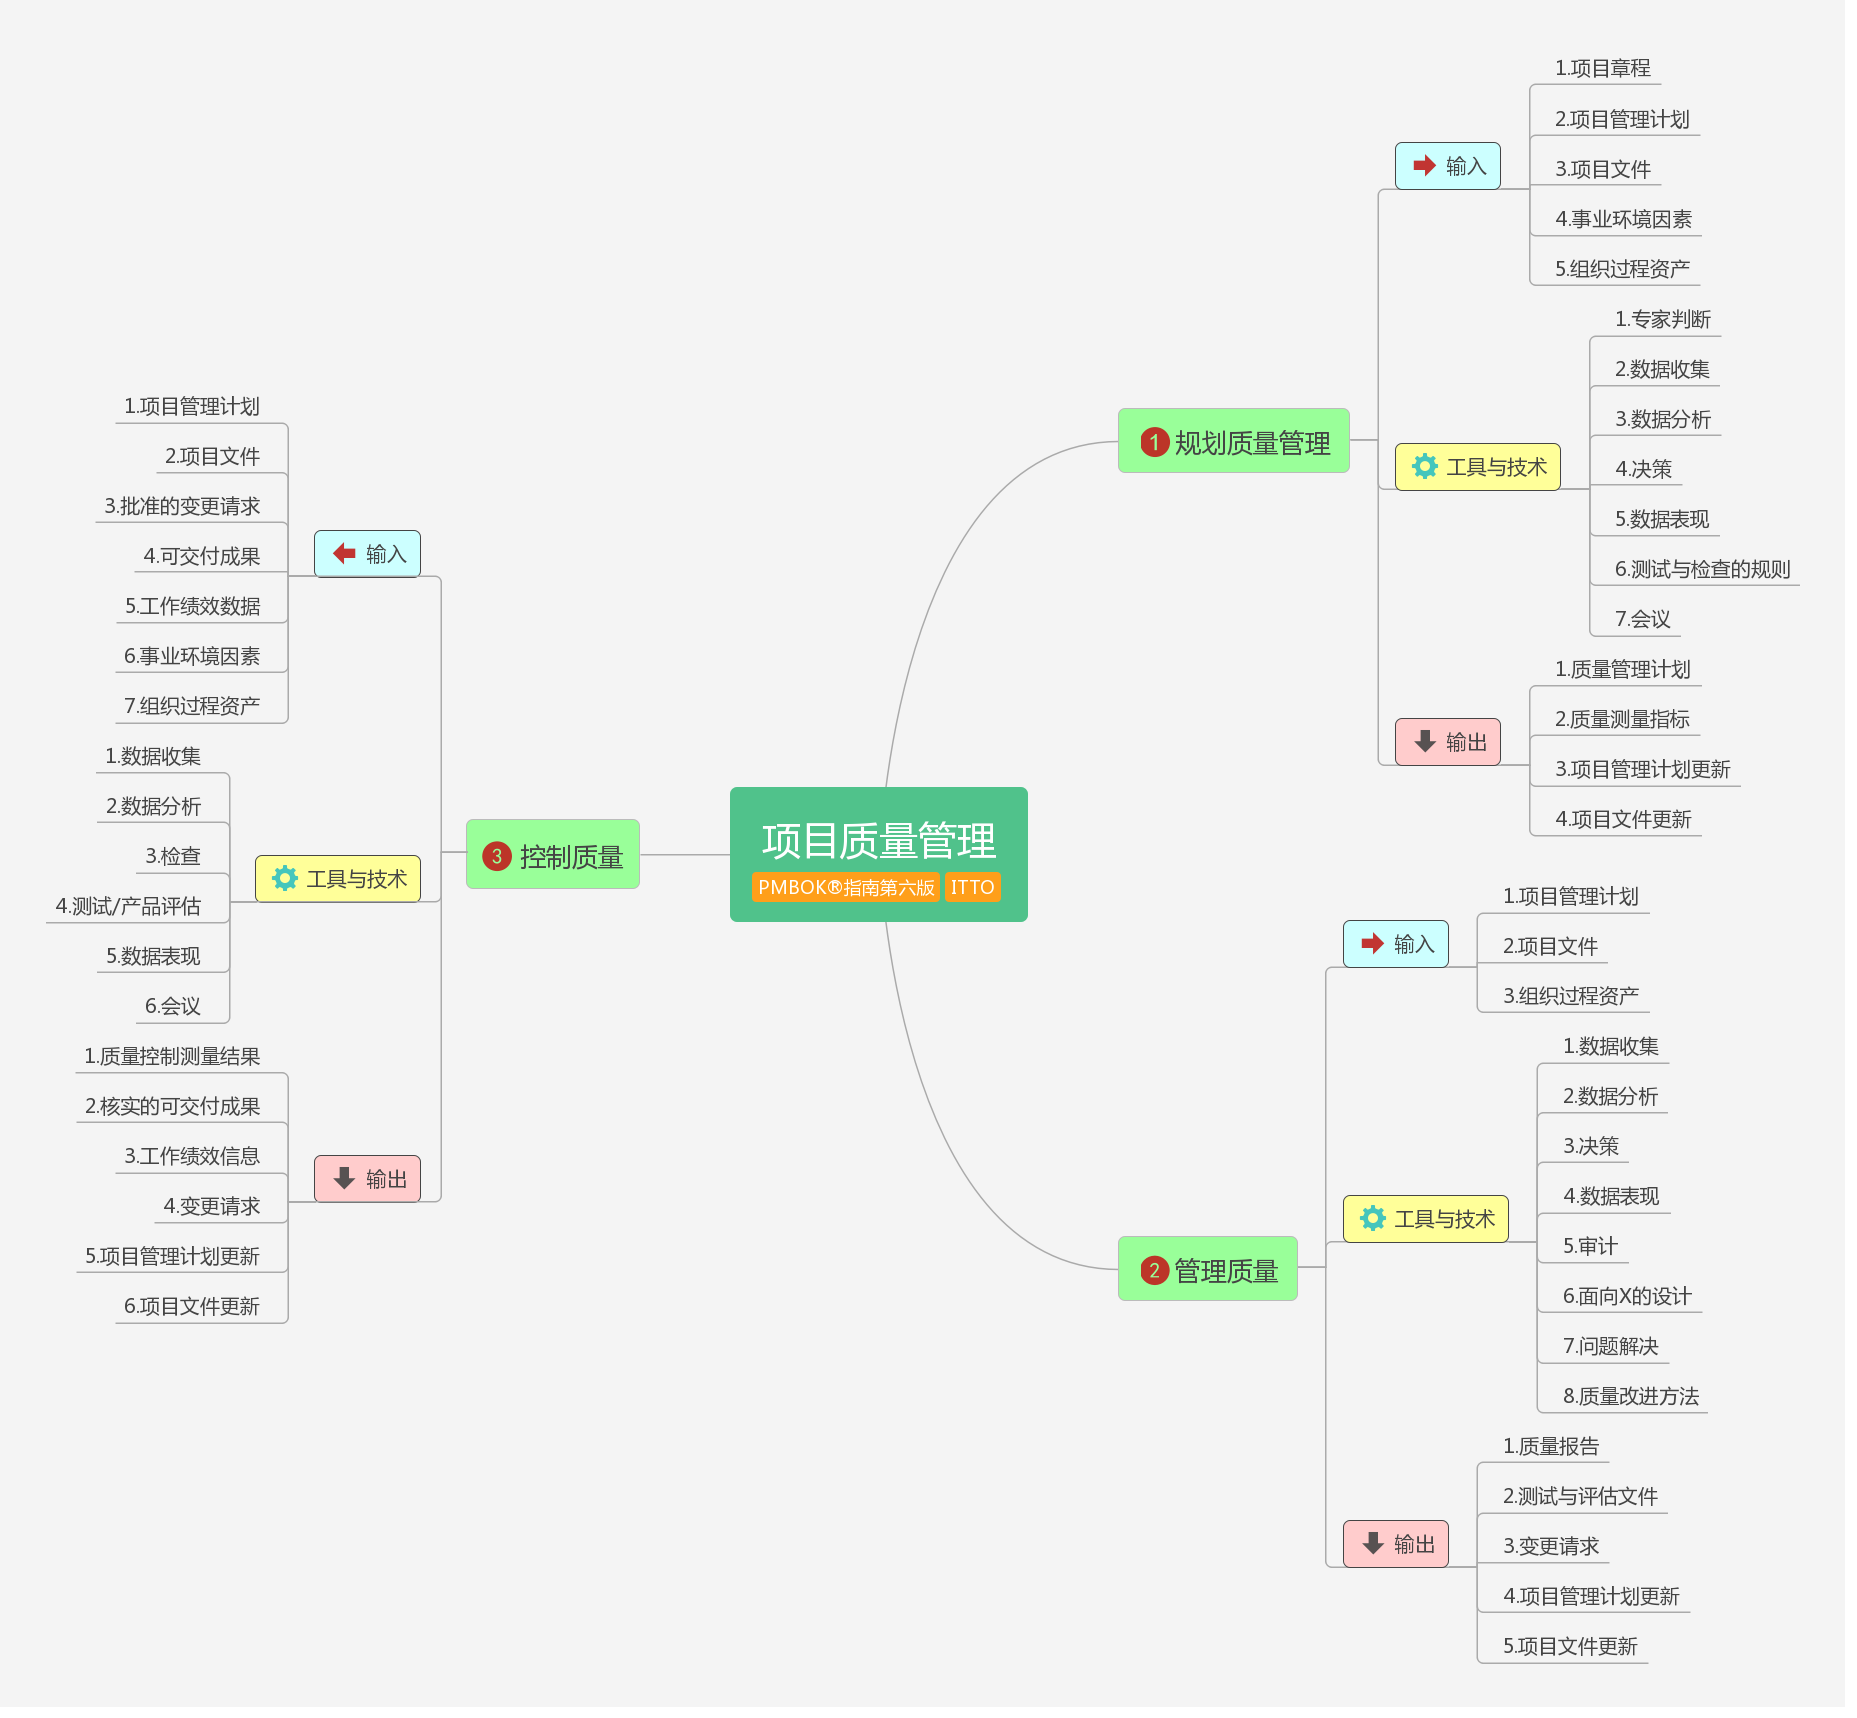 项目质量管理
PMBOK®指南第六版 ITTO
1 规划质量管理
输入
1.项目章程
2.项目管理计划
3.项目文件
4.事业环境因素
5.组织过程资产
工具与技术
1.专家判断
2.数据收集
3.数据分析
4.决策
5.数据表现
6.测试与检查的规则
7.会议
输出
1.质量管理计划
2.质量测量指标
3.项目管理计划更新
4.项目文件更新
2 管理质量
输入
1.项目管理计划
2.项目文件
3.组织过程资产
工具与技术
1.数据收集
2.数据分析
3.决策
4.数据表现
5.审计
6.面向X的设计
7.问题解决
8.质量改进方法
输出
1.质量报告
2.测试与评估文件
3.变更请求
4.项目管理计划更新
5.项目文件更新
3 控制质量
输入
1.项目管理计划
2.项目文件
3.批准的变更请求
4.可交付成果
5.工作绩效数据
6.事业环境因素
7.组织过程资产
工具与技术
1.数据收集
2.数据分析
3.检查
4.测试/产品评估
5.数据表现
6.会议
输出
1.质量控制测量结果
2.核实的可交付成果
3.工作绩效信息
4.变更请求
5.项目管理计划更新
6.项目文件更新